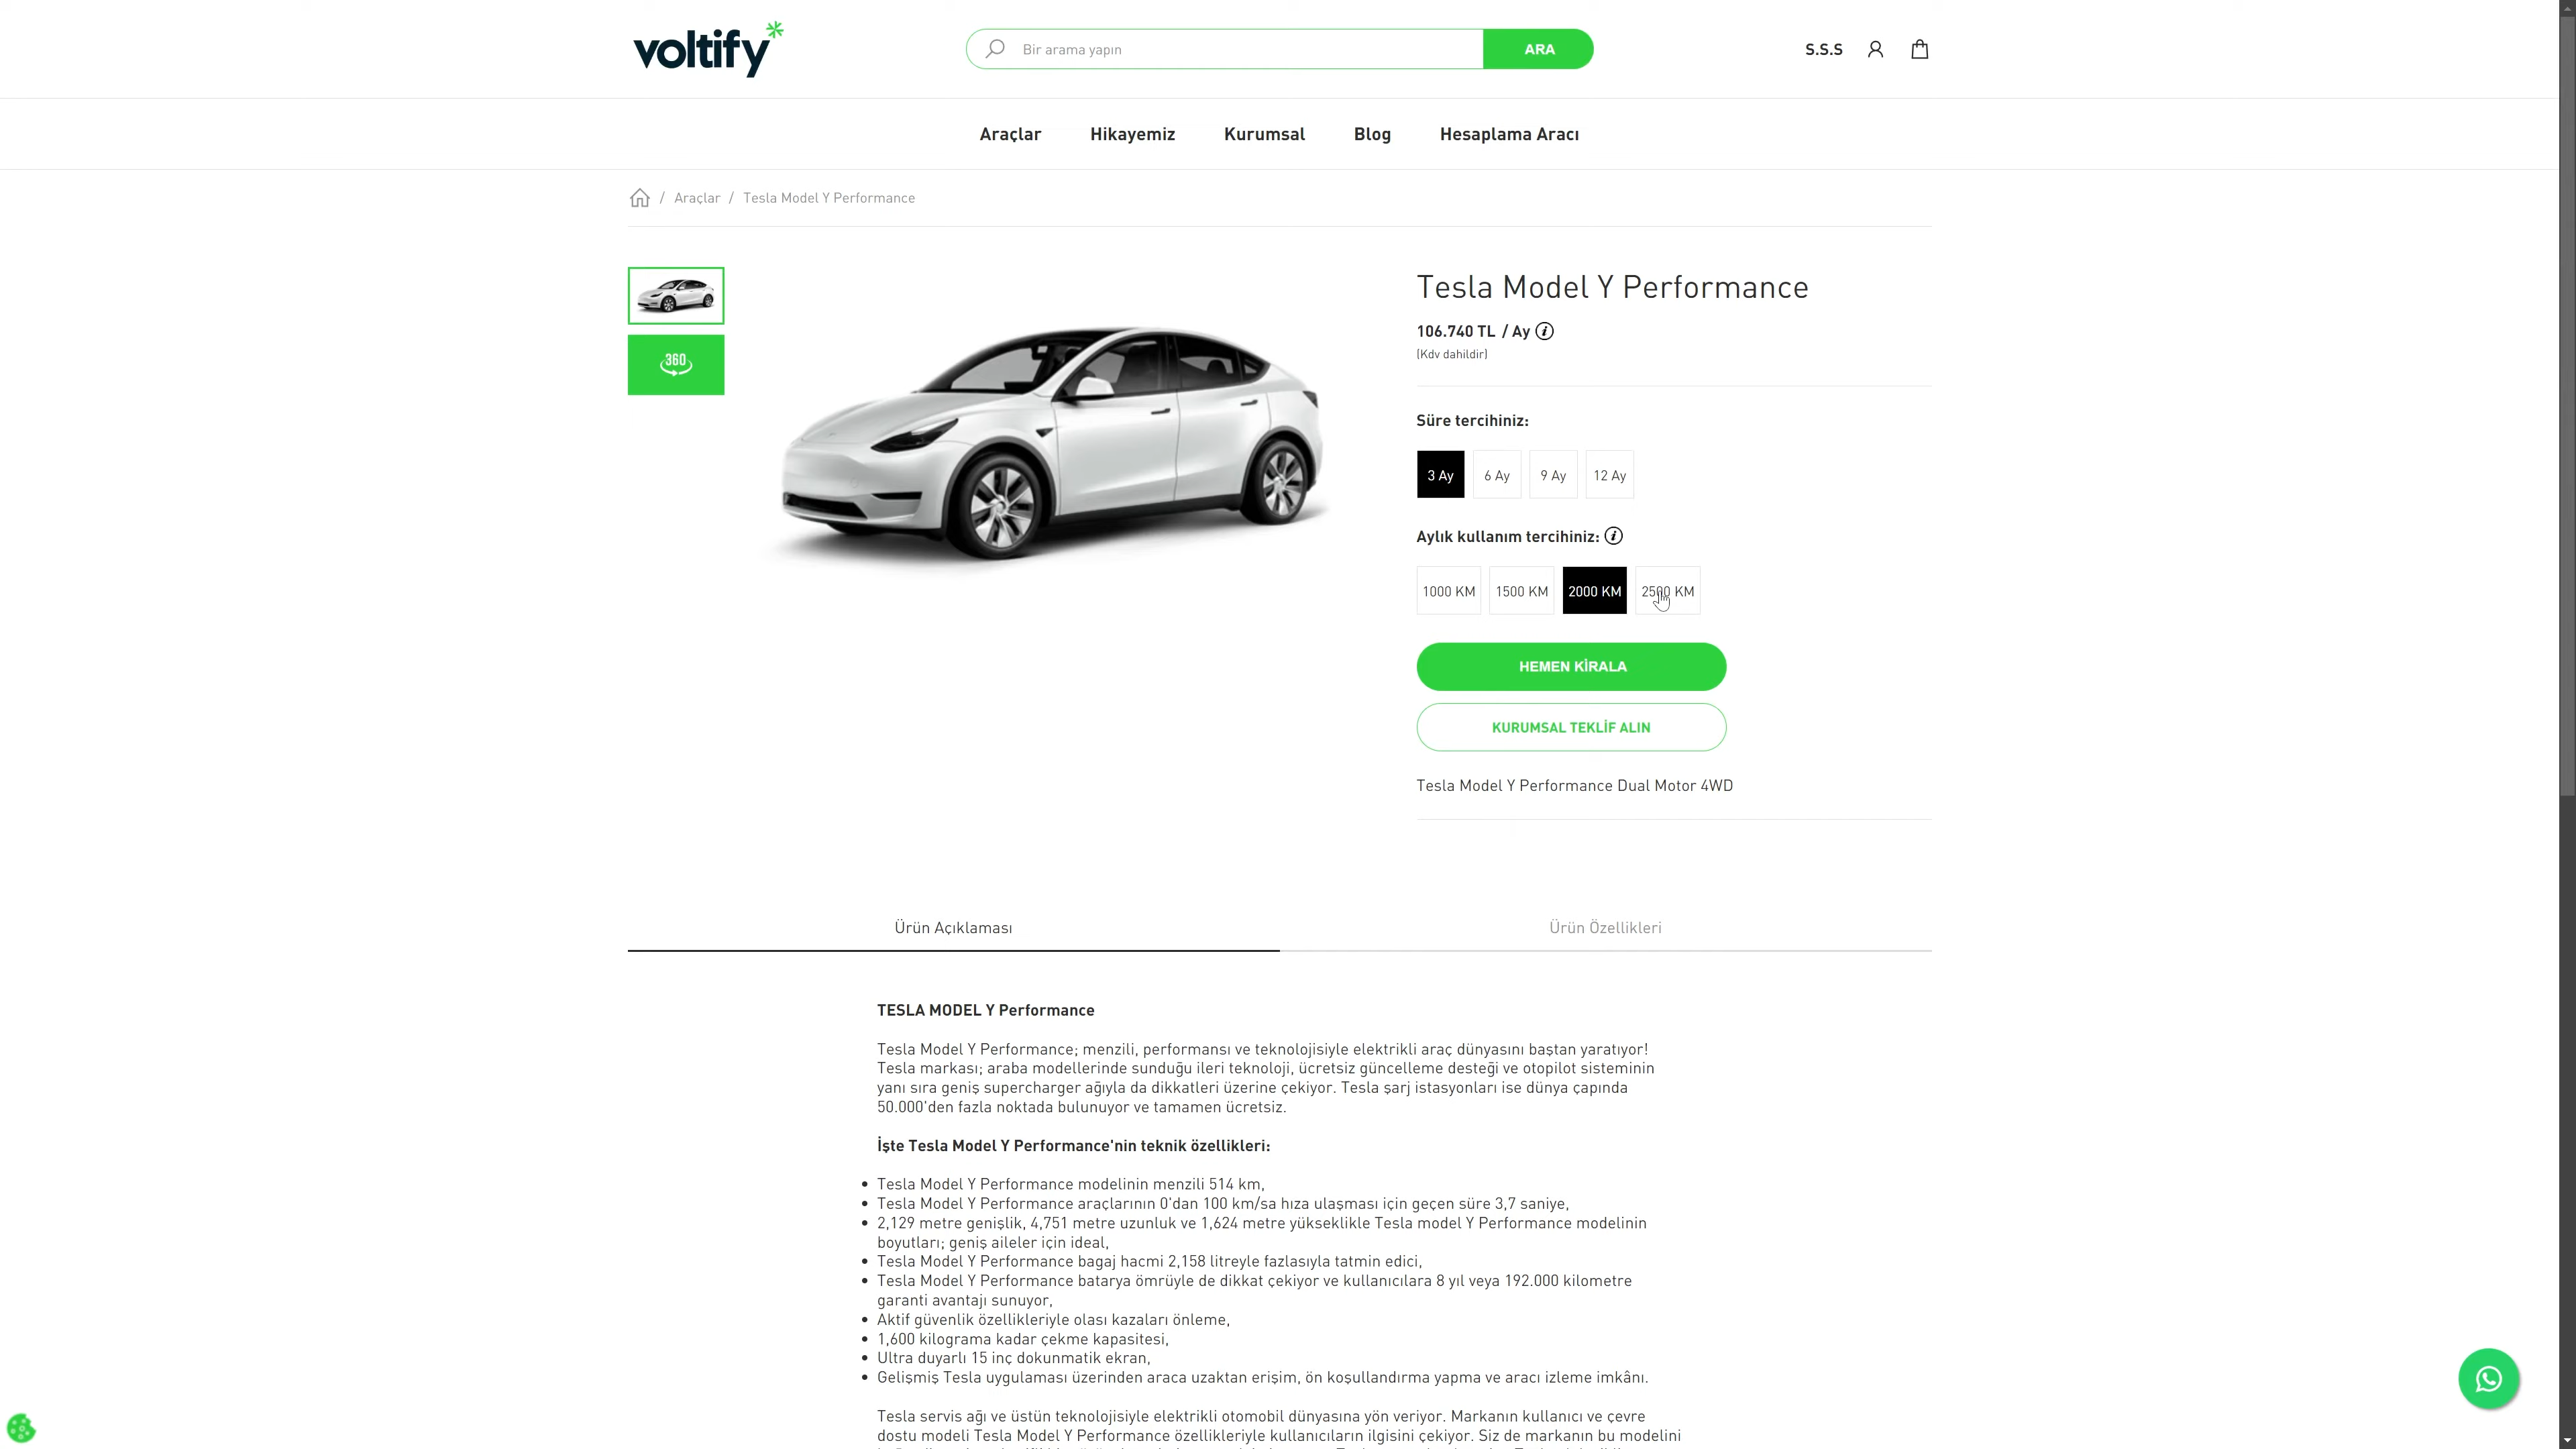 voltify
Bir arama yapın
ARA
S.S.S
Araçlar
Hikayemiz
Kurumsal
Blog
Hesaplama Aracı
/ Araçlar / Tesla Model Y Performance
360
Tesla Model Y Performance
106.740 TL / Ay i
(Kdv dahildir)
Süre tercihiniz:
3 Ay
6 Ay
9 Ay
12 Ay
Aylık kullanım tercihiniz: i
1000 KM
1500 KM
2000 KM
2500 KM
HEMEN KİRALA
KURUMSAL TEKLİF ALIN
Tesla Model Y Performance Dual Motor 4WD
Ürün Açıklaması
Ürün Özellikleri
TESLA MODEL Y Performance
Tesla Model Y Performance; menzili, performansı ve teknolojisiyle elektrikli araç dünyasını baştan yaratıyor!
Tesla markası; araba modellerinde sunduğu ileri teknoloji, ücretsiz güncelleme desteği ve otopilot sisteminin
yanı sıra geniş supercharger ağıyla da dikkatleri üzerine çekiyor. Tesla şarj istasyonları ise dünya çapında
50.000'den fazla noktada bulunuyor ve tamamen ücretsiz.
İşte Tesla Model Y Performance'nin teknik özellikleri:
• Tesla Model Y Performance modelinin menzili 514 km,
• Tesla Model Y Performance araçlarının 0'dan 100 km/sa hıza ulaşması için geçen süre 3,7 saniye,
• 2,129 metre genişlik, 4,751 metre uzunluk ve 1,624 metre yükseklikle Tesla model Y Performance modelinin
boyutları; geniş aileler için ideal,
• Tesla Model Y Performance bagaj hacmi 2,158 litreyle fazlasıyla tatmin edici,
• Tesla Model Y Performance batarya ömrüyle de dikkat çekiyor ve kullanıcılara 8 yıl veya 192.000 kilometre
garanti avantajı sunuyor,
• Aktif güvenlik özellikleriyle olası kazaları önleme,
• 1,600 kilograma kadar çekme kapasitesi,
• Ultra duyarlı 15 inç dokunmatik ekran,
• Gelişmiş Tesla uygulaması üzerinden araca uzaktan erişim, ön koşullandırma yapma ve aracı izleme imkânı.
Tesla servis ağı ve üstün teknolojisiyle elektrikli otomobil dünyasına yön veriyor. Markanın kullanıcı ve çevre
dostu modeli Tesla Model Y Performance özellikleriyle kullanıcıların ilgisini çekiyor. Siz de markanın bu modelini